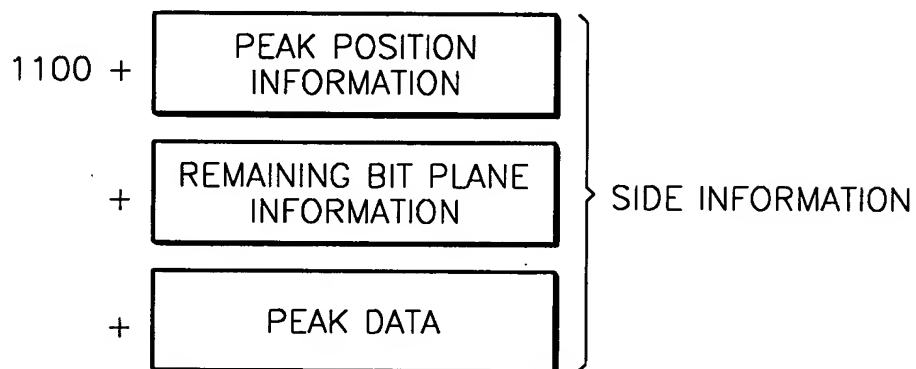 1100 + PEAK POSITION
INFORMATION
+ REMAINING BIT PLANE
INFORMATION
SIDE INFORMATION
+ PEAK DATA